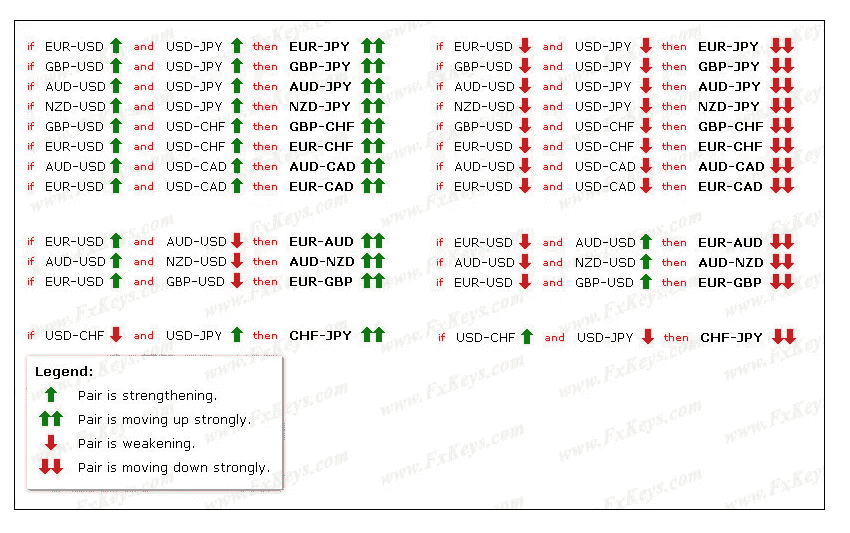 if EUR-USD and USD-JPY then EUR-JPY if EUR-USD and USD-JPY then EUR-JPY
if GBP-USD and USD-JPY then GBP-JPY if GBP-USD and USD-JPY then GBP-JPY
if AUD-USD and USD-JPY then AUD-JPY if AUD-USD and USD-JPY then AUD-JPY
if NZD-USD and USD-JPY then NZD-JPY if NZD-USD and USD-JPY then NZD-JPY
if GBP-USD and USD-CHF then GBP-CHF if GBP-USD and USD-CHF then GBP-CHF
if EUR-USD and USD-CHF then EUR-CHF if EUR-USD and USD-CHF then EUR-CHF
if AUD-USD and USD-CAD then AUD-CAD if AUD-USD and USD-CAD then AUD-CAD
if EUR-USD and USD-CAD then EUR-CAD if EUR-USD and USD-CAD then EUR-CAD
if EUR-USD and AUD-USD then EUR-AUD if EUR-USD and AUD-USD then EUR-AUD
if AUD-USD and NZD-USD then AUD-NZD if AUD-USD and NZD-USD then AUD-NZD
if EUR-USD and GBP-USD then EUR-GBP if EUR-USD and GBP-USD then EUR-GBP
if USD-CHF and USD-JPY then CHF-JPY if USD-CHF and USD-JPY then CHF-JPY
Legend:
Pair is strengthening.
Pair is moving up strongly.
Pair is weakening.
Pair is moving down strongly.
www.FxKeys.com